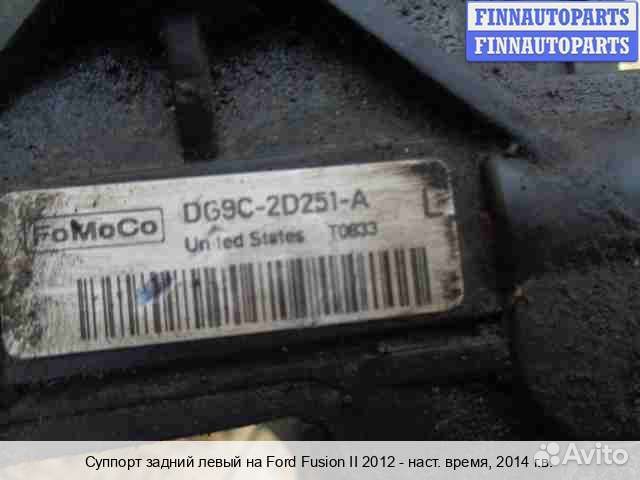 FINNAUTOPARTS
FINNAUTOPARTS
FoMoCo
DG9C-2D251-A
L
United States T0833
Суппорт задний левый на Ford Fusion II 2012 - наст. время, 2014 г.в.
Avito